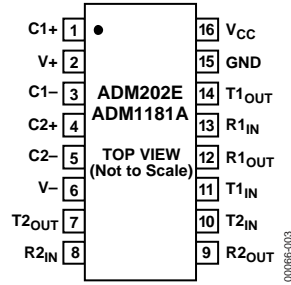 C1+ 1
V+ 2
C1– 3
C2+ 4
C2– 5
V– 6
T2OUT 7
R2IN 8
ADM202E
ADM1181A
TOP VIEW
(Not to Scale)
16 VCC
15 GND
14 T1OUT
13 R1IN
12 R1OUT
11 T1IN
10 T2IN
9 R2OUT
00066-003